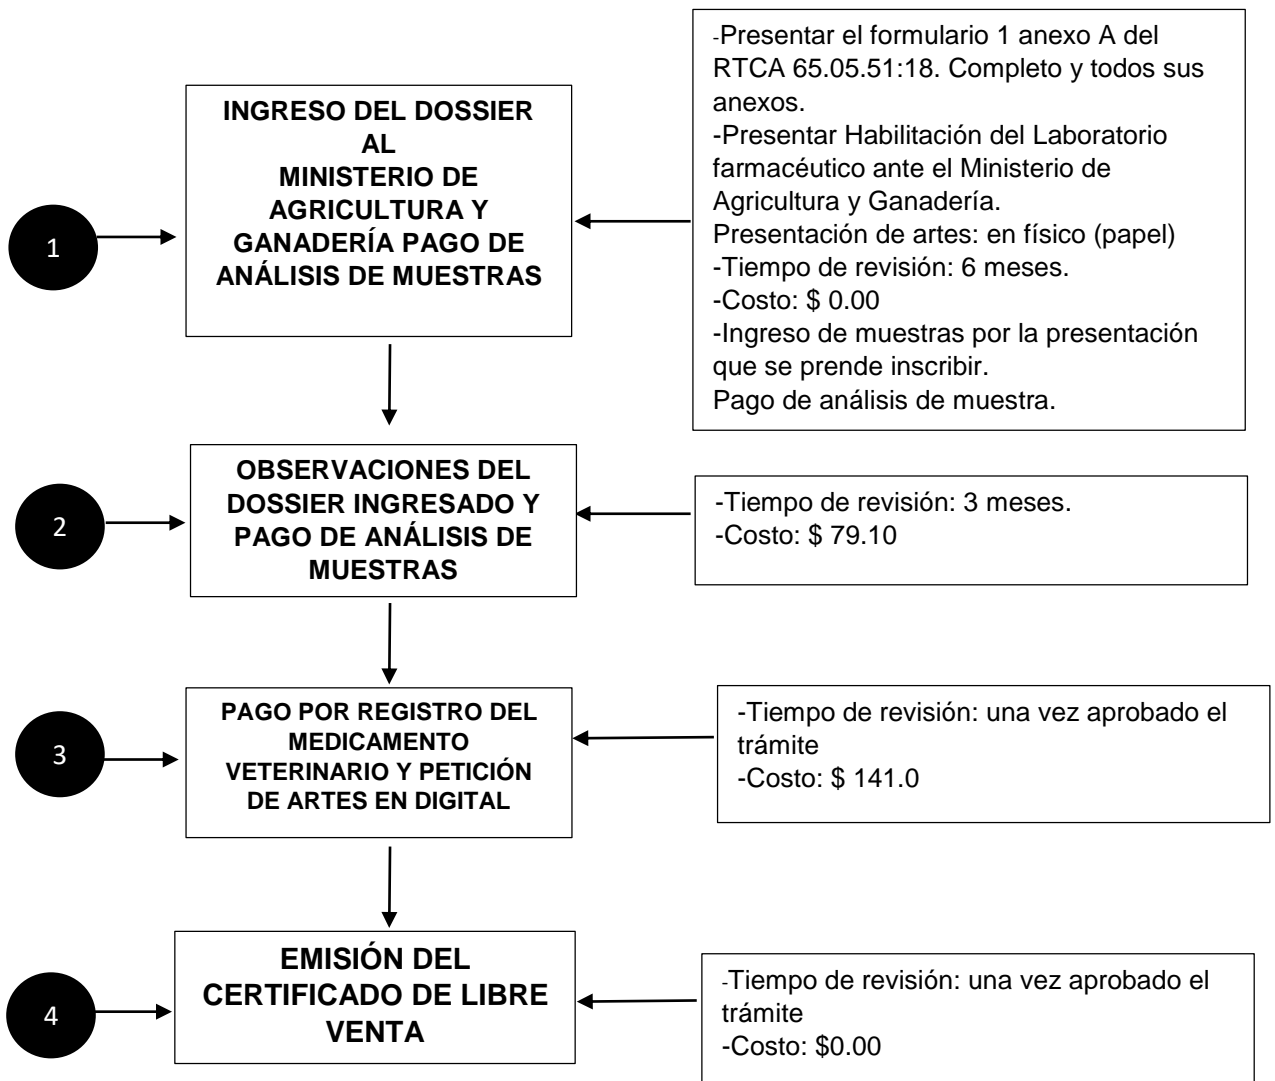 1
INGRESO DEL DOSSIER
AL
MINISTERIO DE
AGRICULTURA Y
GANADERÍA PAGO DE
ANÁLISIS DE MUESTRAS
-Presentar el formulario 1 anexo A del
RTCA 65.05.51:18. Completo y todos sus
anexos.
-Presentar Habilitación del Laboratorio
farmacéutico ante el Ministerio de
Agricultura y Ganadería.
Presentación de artes: en físico (papel)
-Tiempo de revisión: 6 meses.
-Costo: $ 0.00
-Ingreso de muestras por la presentación
que se prende inscribir.
Pago de análisis de muestra.
2
OBSERVACIONES DEL
DOSSIER INGRESADO Y
PAGO DE ANÁLISIS DE
MUESTRAS
-Tiempo de revisión: 3 meses.
-Costo: $ 79.10
3
PAGO POR REGISTRO DEL
MEDICAMENTO
VETERINARIO Y PETICIÓN
DE ARTES EN DIGITAL
-Tiempo de revisión: una vez aprobado el
trámite
-Costo: $ 141.0
4
EMISIÓN DEL
CERTIFICADO DE LIBRE
VENTA
-Tiempo de revisión: una vez aprobado el
trámite
-Costo: $0.00